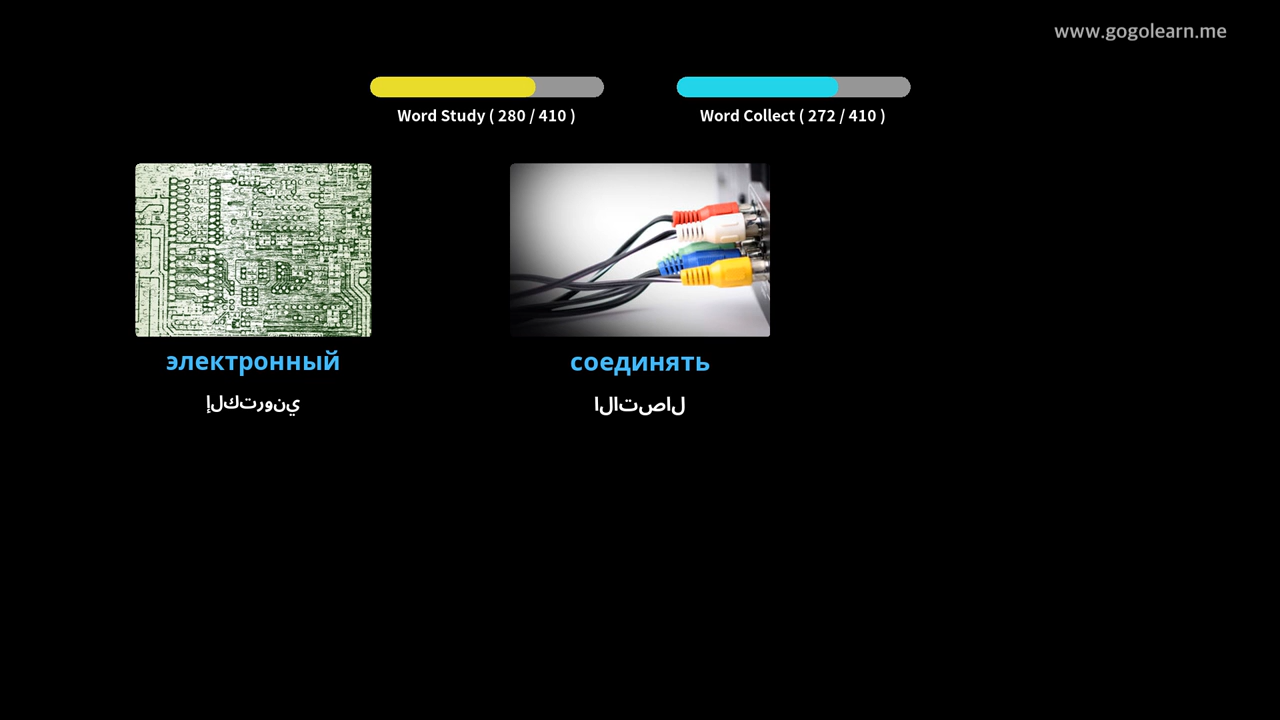 www.gogolearn.me
Word Study ( 280 / 410 )
Word Collect ( 272 / 410 )
электронный
соединять
إلكتروني
الاتصال